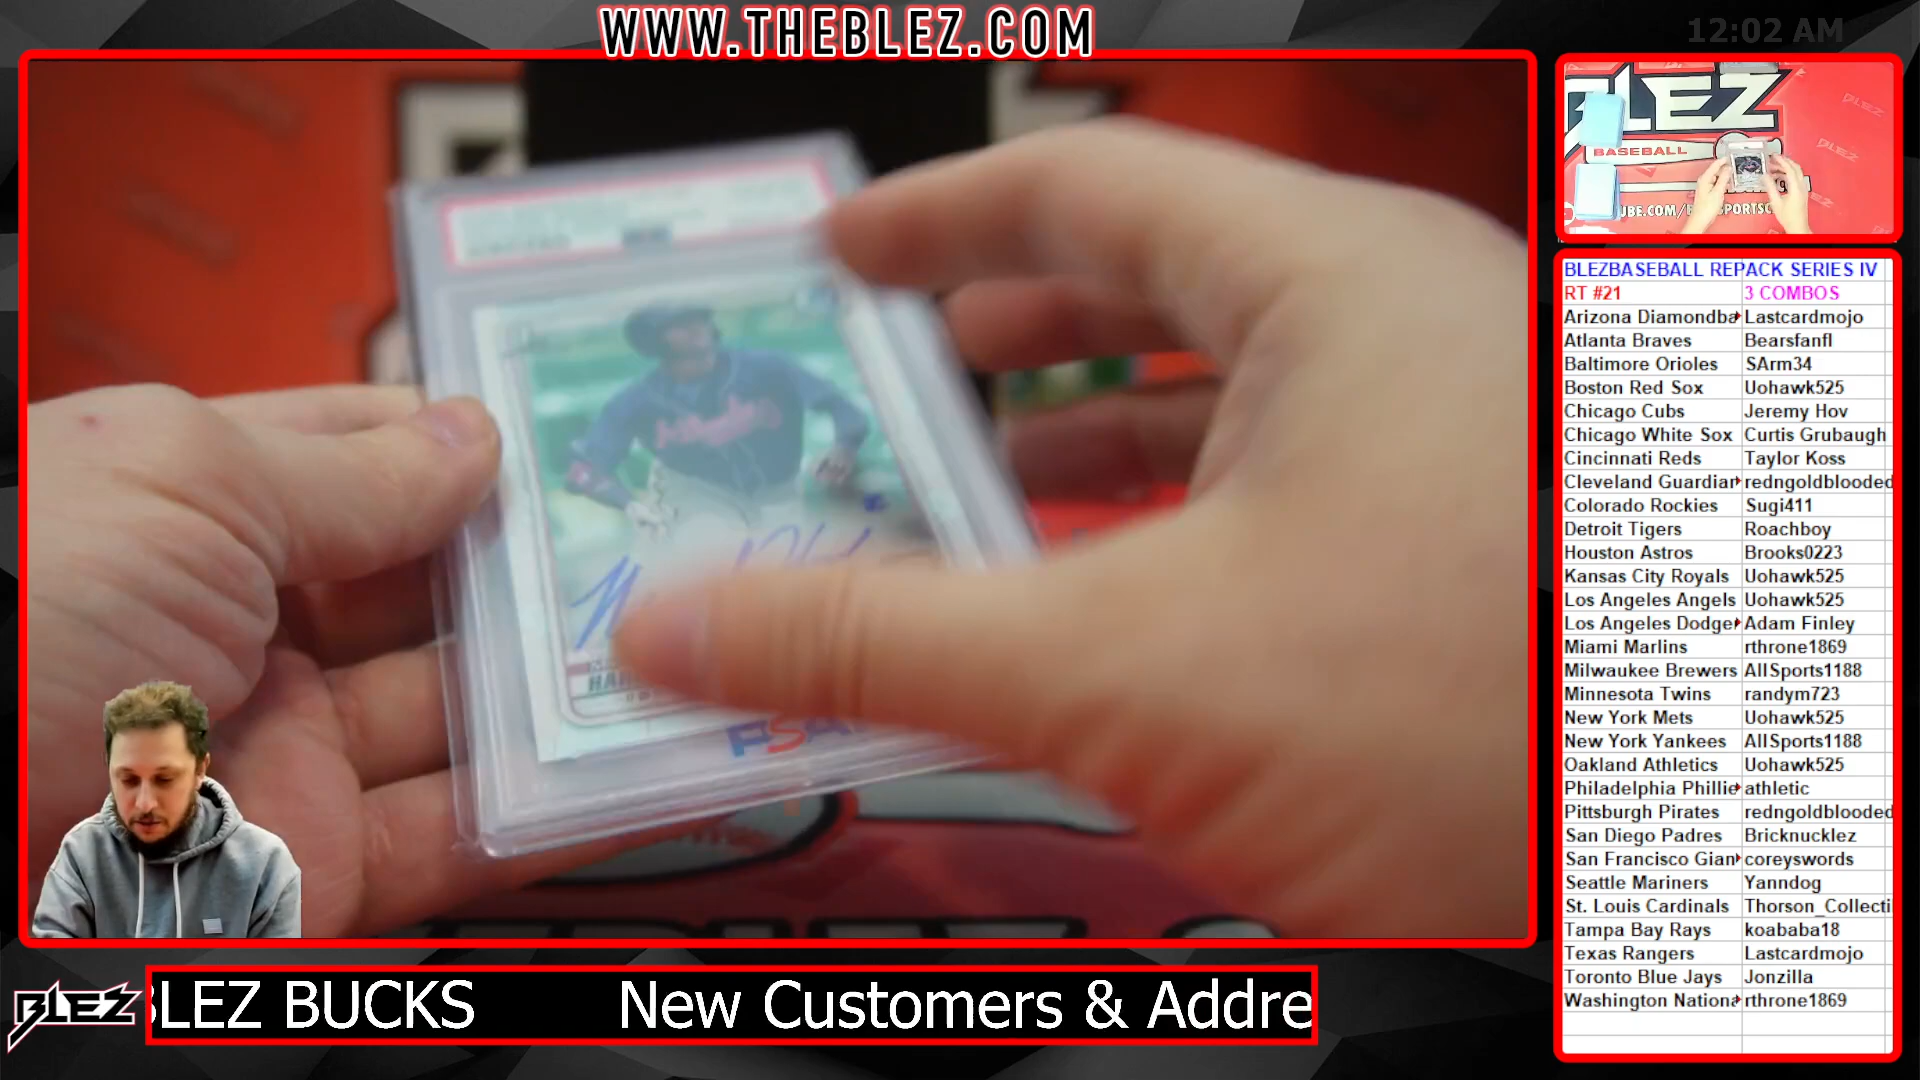 WWW.THEBLEZ.COM
12:02 AM
BLEZ
BASEBALL
BLEZBASEBALL REPACK SERIES IV
RT #21 3 COMBOS
Arizona Diamondba Lastcardmojo
Atlanta Braves Bearsfanfl
Baltimore Orioles SArm34
Boston Red Sox Uohawk525
Chicago Cubs Jeremy Hov
Chicago White Sox Curtis Grubaugh
Cincinnati Reds Taylor Koss
Cleveland Guardian redngoldblooded
Colorado Rockies Sugi411
Detroit Tigers Roachboy
Houston Astros Brooks0223
Kansas City Royals Uohawk525
Los Angeles Angels Uohawk525
Los Angeles Dodge Adam Finley
Miami Marlins rthrone1869
Milwaukee Brewers AllSports1188
Minnesota Twins randym723
New York Mets Uohawk525
New York Yankees AllSports1188
Oakland Athletics Uohawk525
Philadelphia Phillie athletic
Pittsburgh Pirates redngoldblooded
San Diego Padres Bricknucklez
San Francisco Gian coreyswords
Seattle Mariners Yanndog
St. Louis Cardinals Thorson_Collecti
Tampa Bay Rays koababa18
Texas Rangers Lastcardmojo
Toronto Blue Jays Jonzilla
Washington Nationa rthrone1869
PSA
BLEZ
BLEZ BUCKS New Customers & Addre